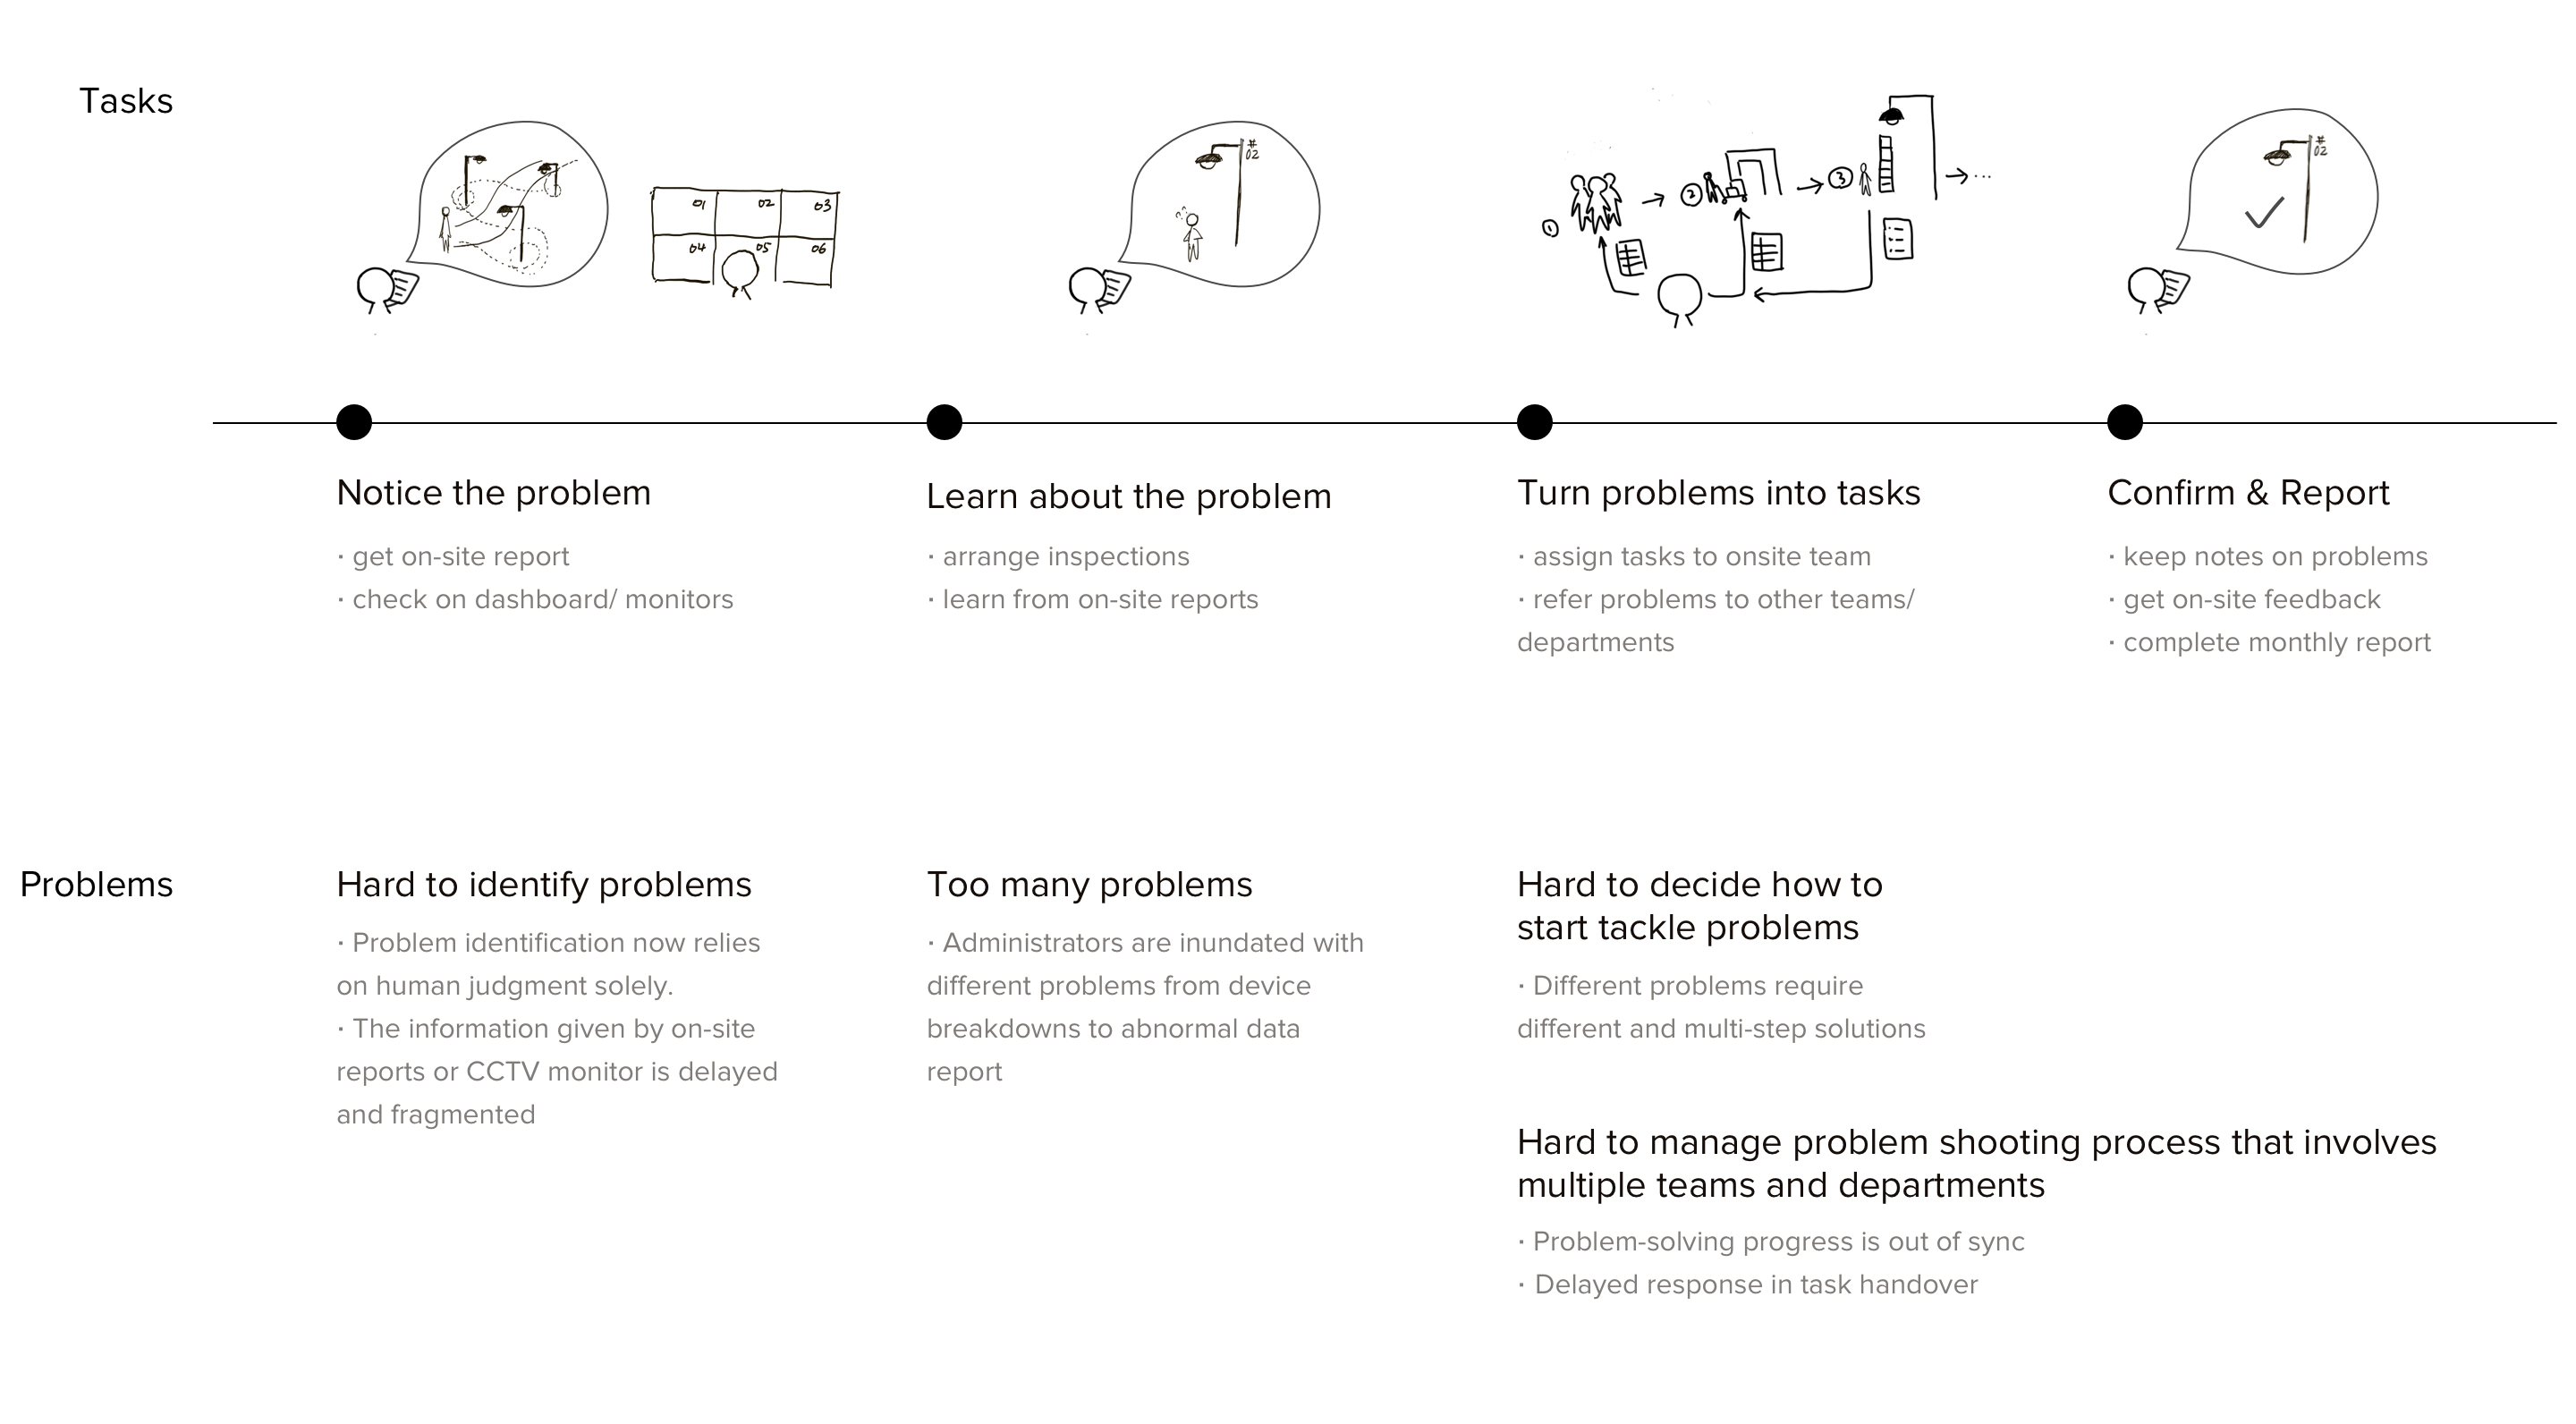 Tasks
# 02
01 02 03
04 05 06
# 02
① → ② → ③ → ...
# 02
Notice the problem
· get on-site report
· check on dashboard/ monitors
Learn about the problem
· arrange inspections
· learn from on-site reports
Turn problems into tasks
· assign tasks to onsite team
· refer problems to other teams/
departments
Confirm & Report
· keep notes on problems
· get on-site feedback
· complete monthly report
Problems
Hard to identify problems
· Problem identification now relies
on human judgment solely.
· The information given by on-site
reports or CCTV monitor is delayed
and fragmented
Too many problems
· Administrators are inundated with
different problems from device
breakdowns to abnormal data
report
Hard to decide how to
start tackle problems
· Different problems require
different and multi-step solutions
Hard to manage problem shooting process that involves
multiple teams and departments
· Problem-solving progress is out of sync
· Delayed response in task handover